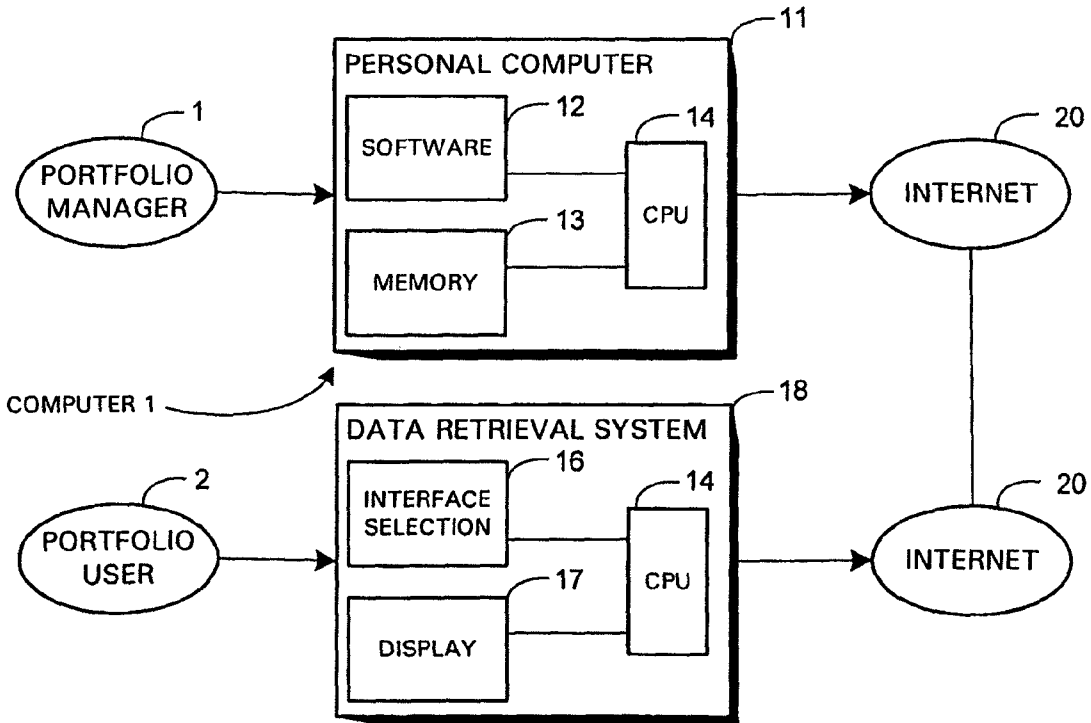 11
PERSONAL COMPUTER
1
12
14
20
SOFTWARE
PORTFOLIO
MANAGER
INTERNET
CPU
13
MEMORY
COMPUTER 1
18
DATA RETRIEVAL SYSTEM
2
16
14
20
INTERFACE
SELECTION
PORTFOLIO
USER
INTERNET
CPU
17
DISPLAY